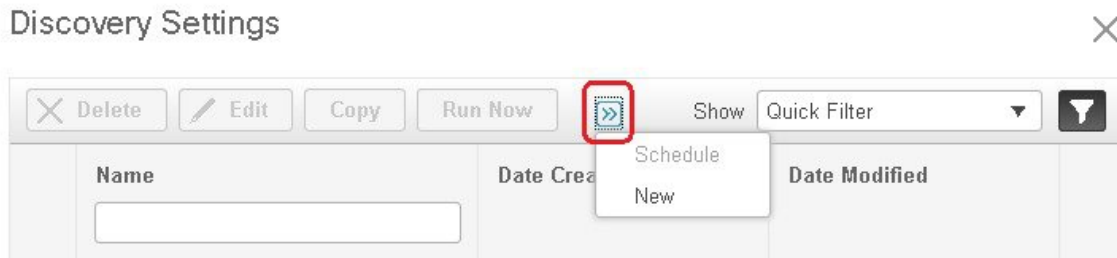 Discovery Settings
Delete Edit Copy Run Now Show Quick Filter
Schedule
Name Date Crea Date Modified
New